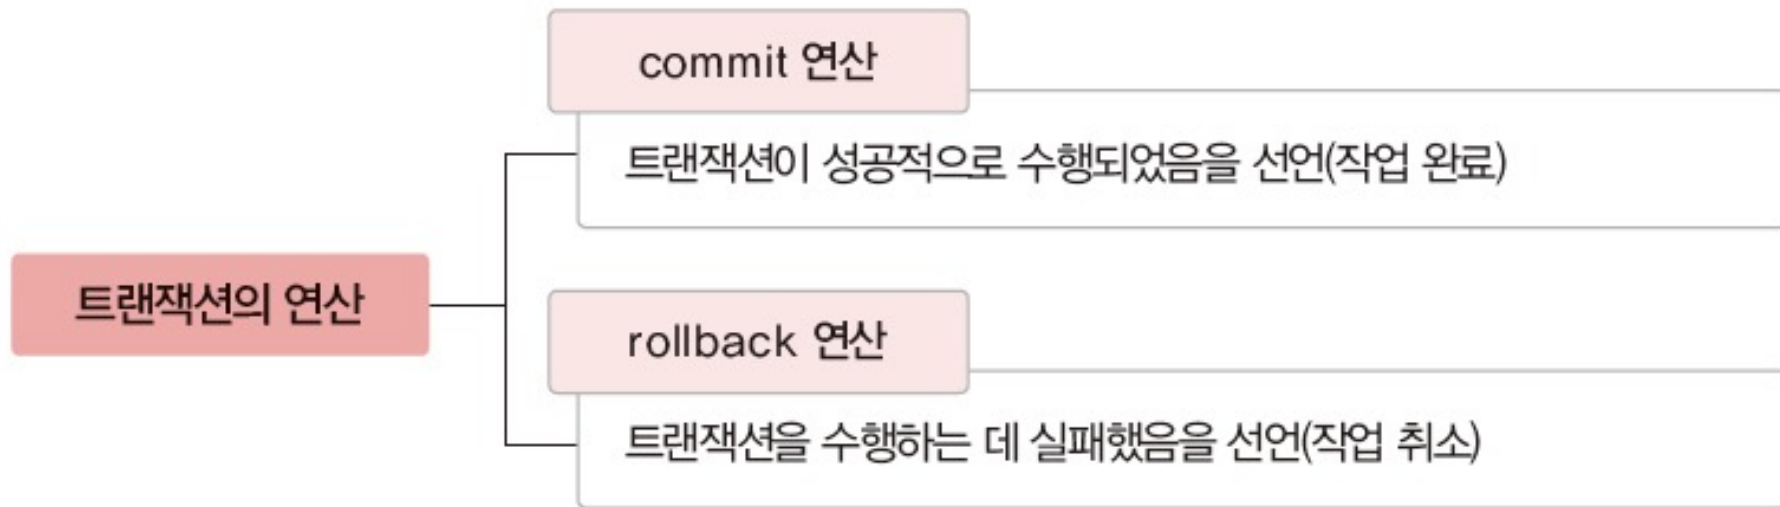 commit 연산
트랜잭션이 성공적으로 수행되었음을 선언(작업 완료)
트랜잭션의 연산
rollback 연산
트랜잭션을 수행하는 데 실패했음을 선언(작업 취소)